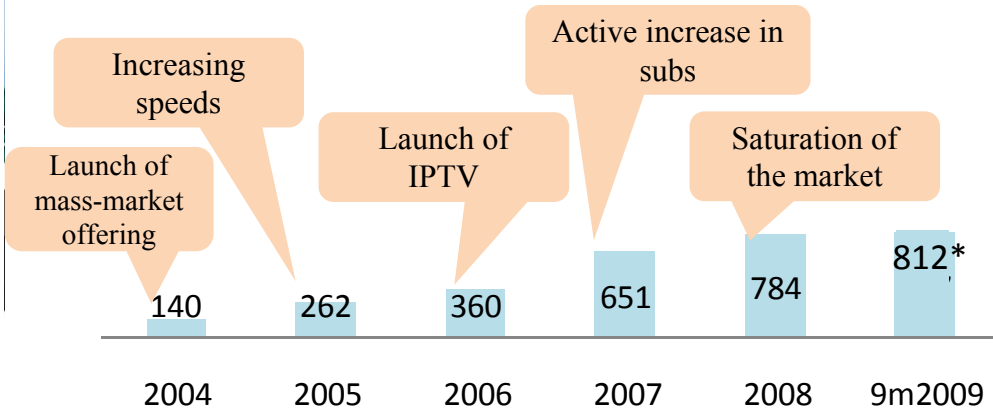 Active increase in
subs
Increasing
speeds
Launch of
IPTV
Saturation of
the market
Launch of
mass-market
offering
140
262
360
651
784
812*
2004
2005
2006
2007
2008
9m2009